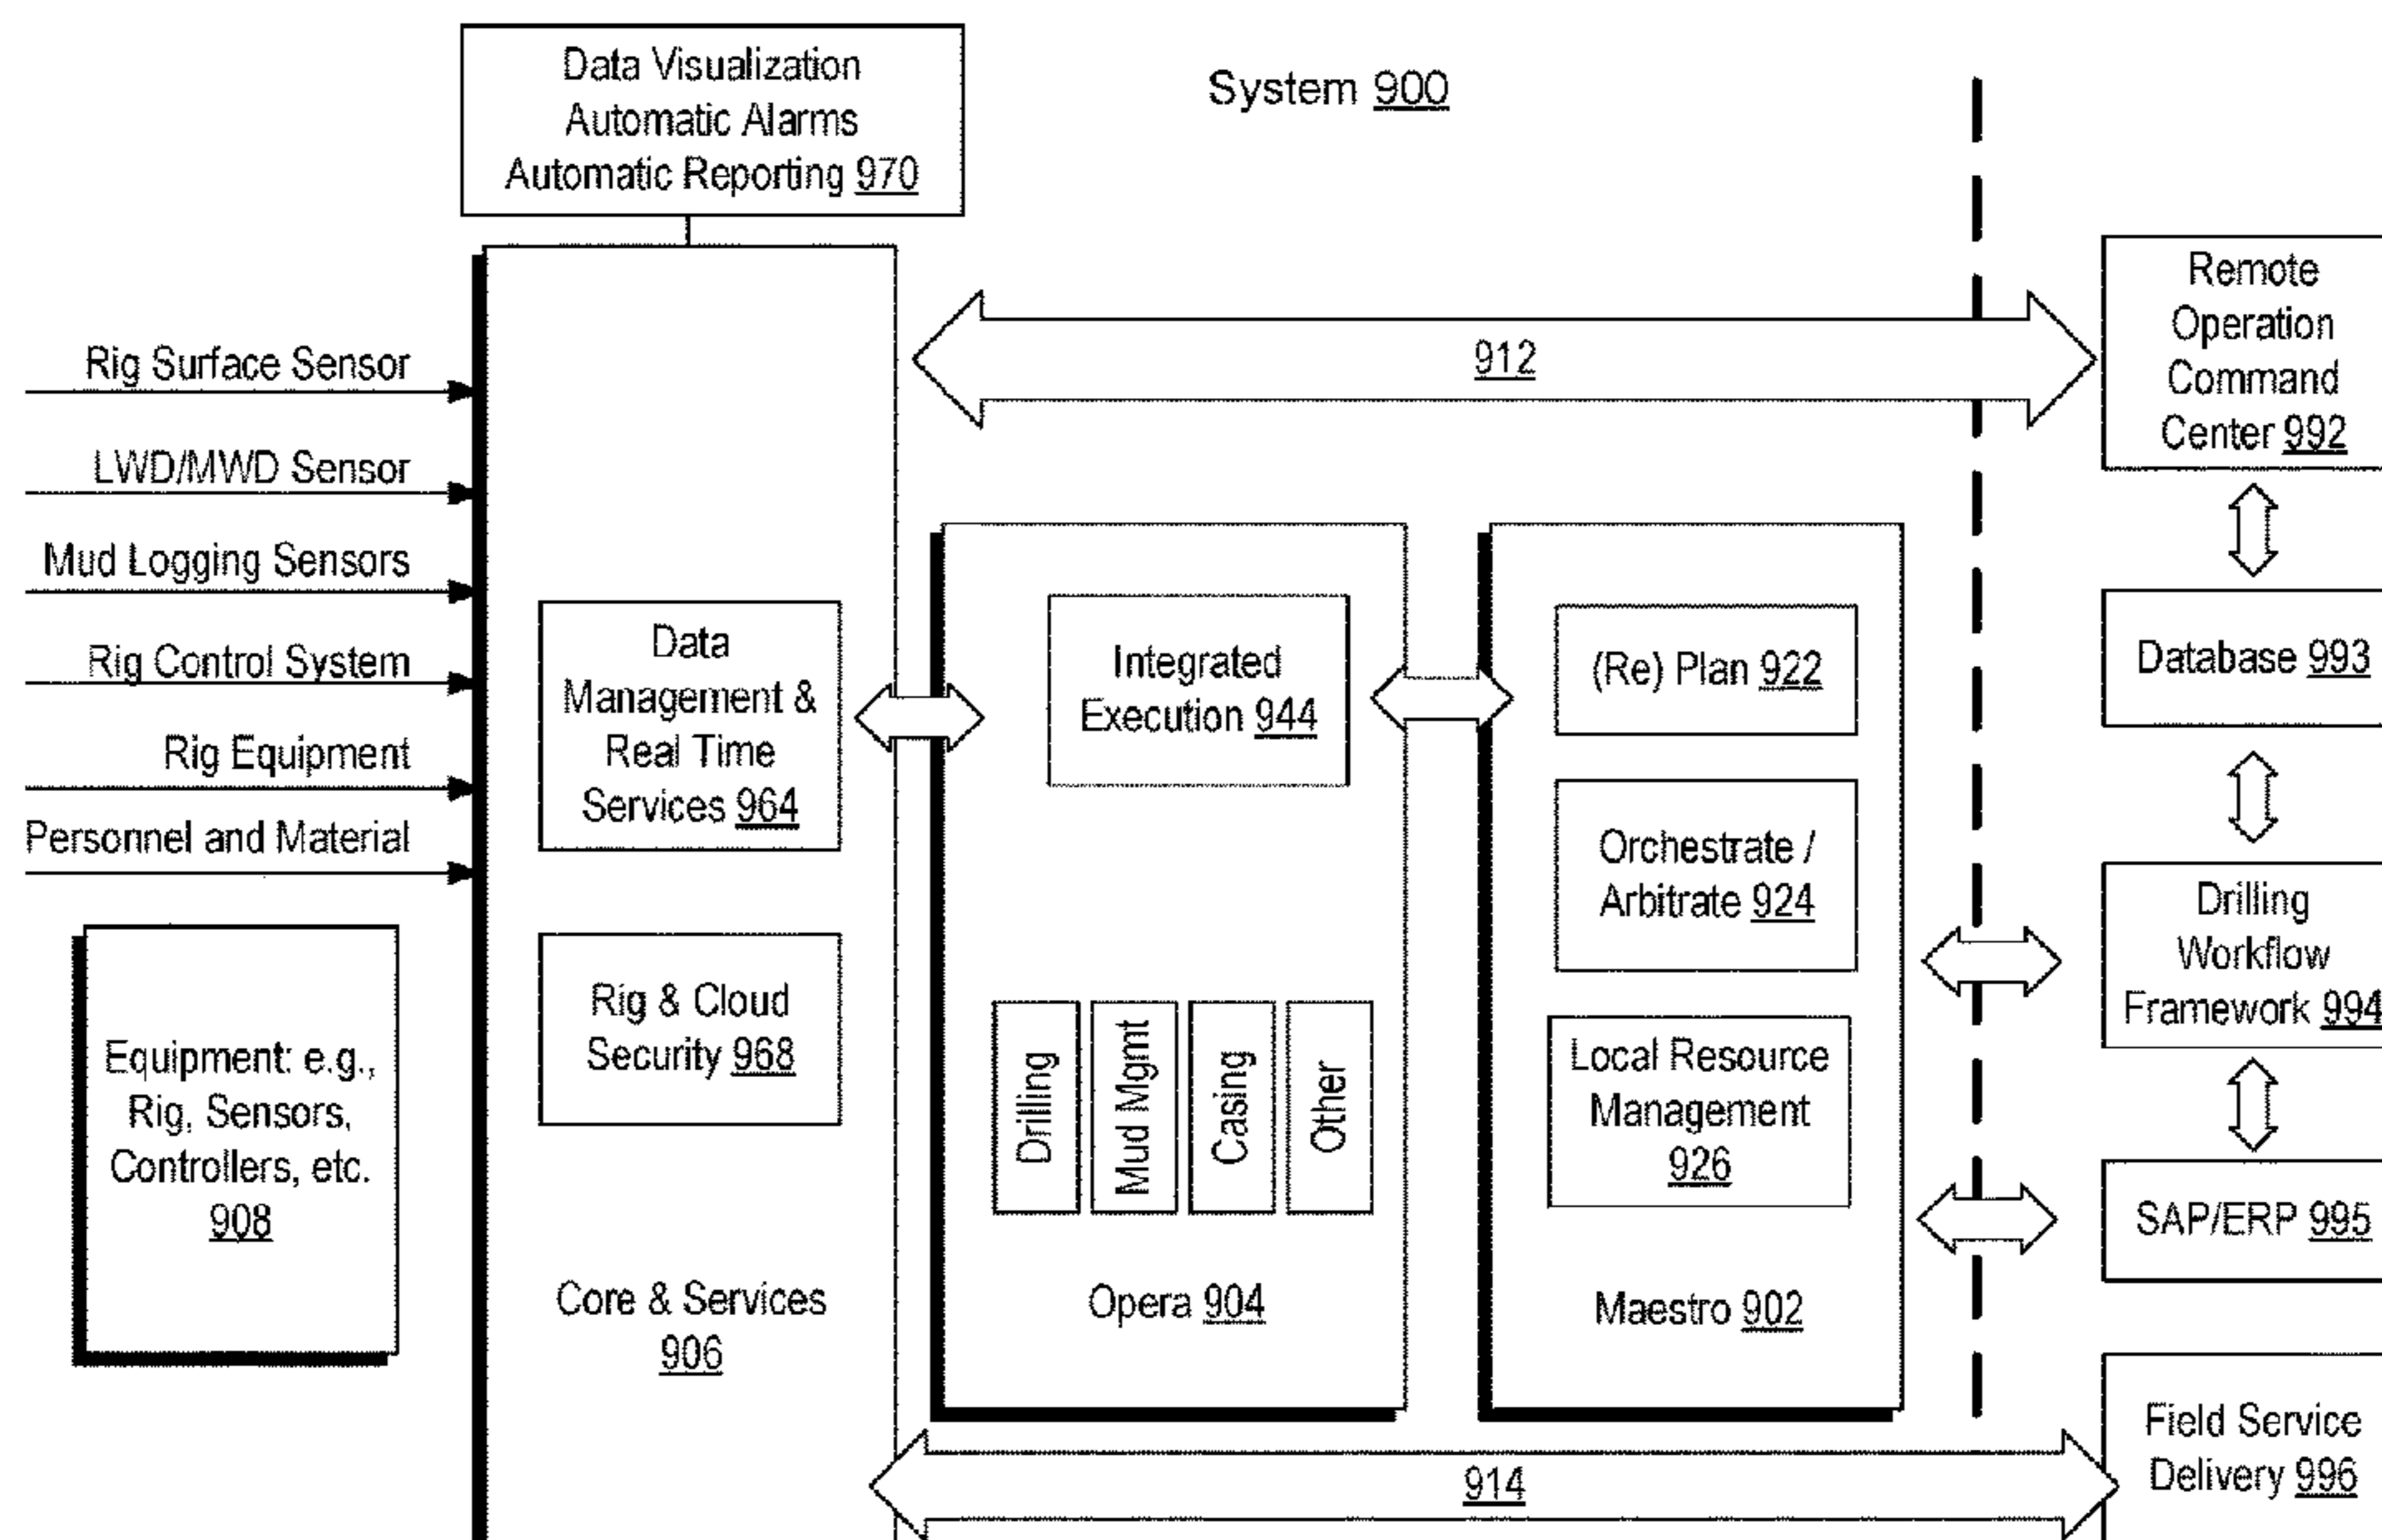 Data Visualization
Automatic Alarms
Automatic Reporting 970
System 900
Rig Surface Sensor
LWD/MWD Sensor
Mud Logging Sensors
Rig Control System
Rig Equipment
Personnel and Material
Equipment: e.g.,
Rig, Sensors,
Controllers, etc.
908
Data
Management &
Real Time
Services 964
Rig & Cloud
Security 968
Core & Services
906
912
Integrated
Execution 944
Drilling
Mud Mgmt
Casing
Other
Opera 904
(Re) Plan 922
Orchestrate /
Arbitrate 924
Local Resource
Management
926
Maestro 902
914
Remote
Operation
Command
Center 992
Database 993
Drilling
Workflow
Framework 994
SAP/ERP 995
Field Service
Delivery 996